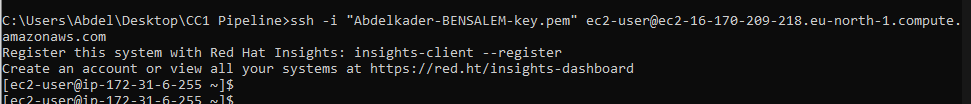 C:\Users\Abdel\Desktop\CC1 Pipeline>ssh -i "Abdelkader-BENSALEM-key.pem" ec2-user@ec2-16-170-209-218.eu-north-1.compute.
amazonaws.com
Register this system with Red Hat Insights: insights-client --register
Create an account or view all your systems at https://red.ht/insights-dashboard
[ec2-user@ip-172-31-6-255 ~]$
[ec2-user@ip-172-31-6-255 ~]$